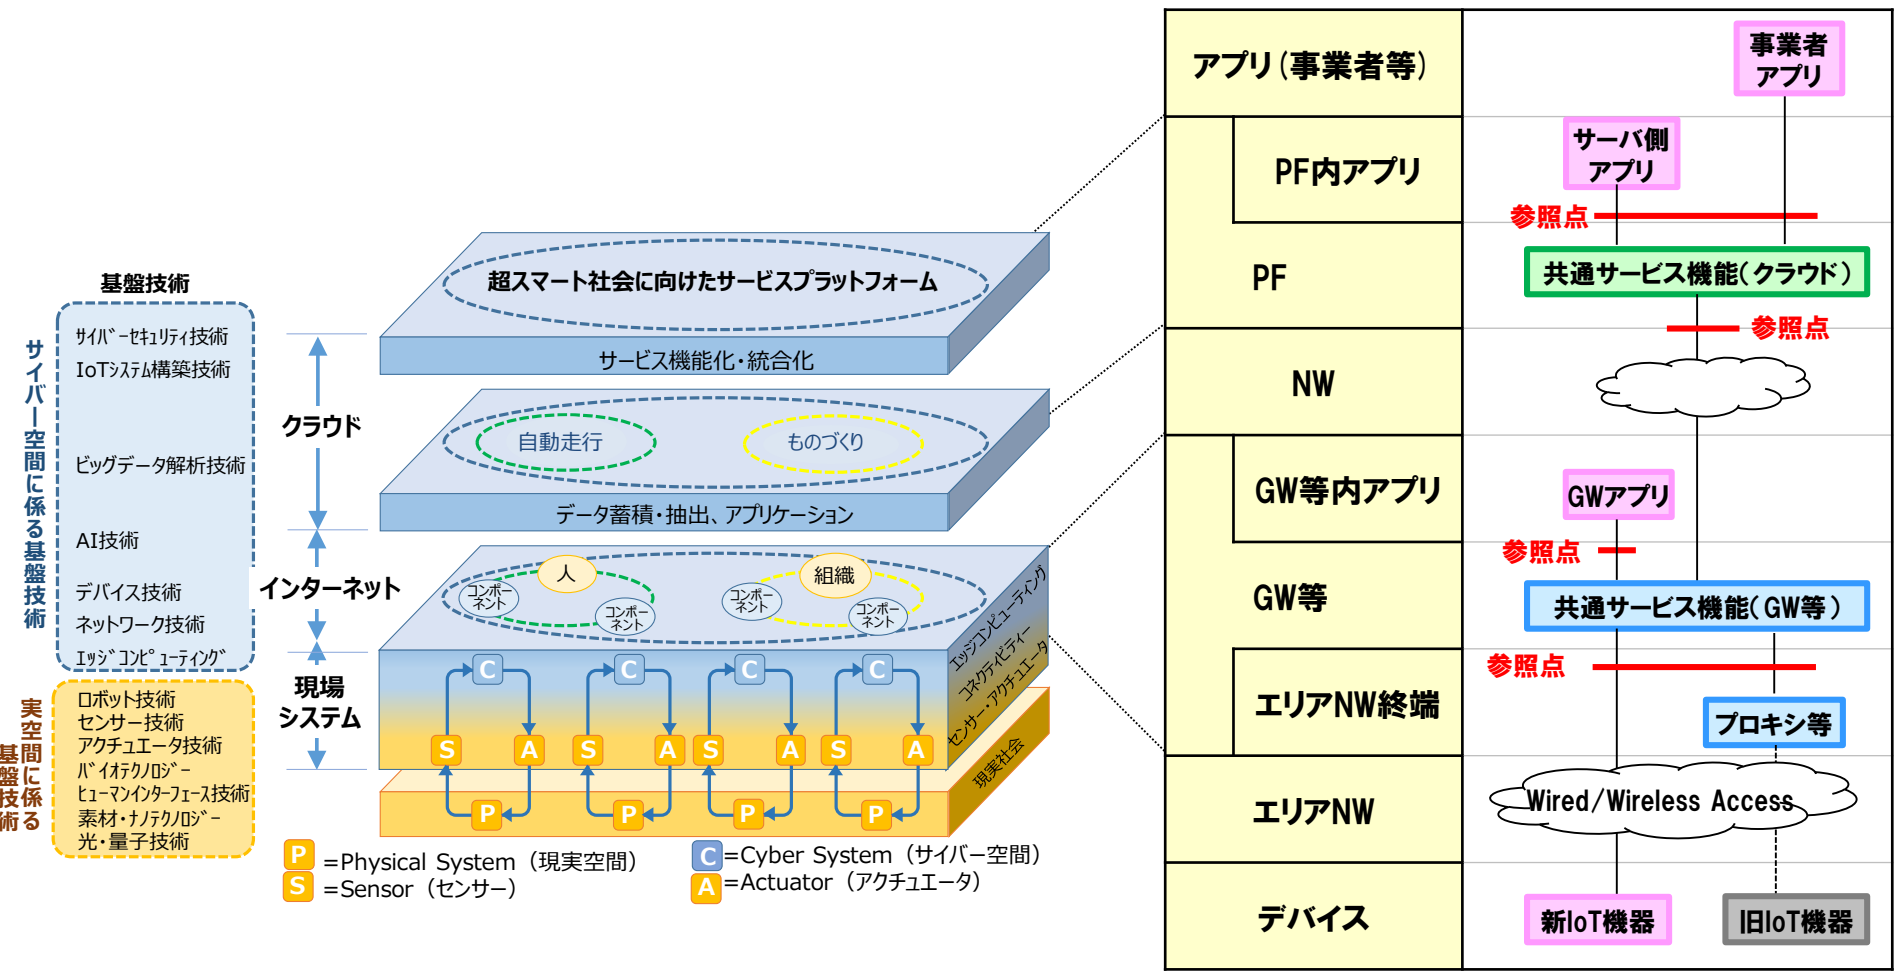 基盤技術
サイバー空間に係る基盤技術
サイバーセキュリティ技術
IoTシステム構築技術
ビッグデータ解析技術
AI技術
デバイス技術
ネットワーク技術
エッジコンピューティング
実空間に係る
基盤技術
ロボット技術
センサー技術
アクチュエータ技術
バイオテクノロジー
ヒューマンインターフェース技術
素材・ナノテクノロジー
光・量子技術
クラウド
インターネット
現場
システム
超スマート社会に向けたサービスプラットフォーム
サービス機能化・統合化
自動走行
ものづくり
データ蓄積・抽出、アプリケーション
人
組織
コンポー
ネント
コンポー
ネント
コンポー
ネント
コンポー
ネント
エッジコンピューティング
コネクティビティー
センサー・アクチュエータ
現実社会
C
C
C
C
S
A
S
A
S
A
S
A
P
P
P
P
P =Physical System（現実空間）
S =Sensor（センサー）
C =Cyber System（サイバー空間）
A =Actuator（アクチュエータ）
アプリ（事業者等）
事業者
アプリ
PF内アプリ
サーバ側
アプリ
参照点
PF
共通サービス機能（クラウド）
参照点
NW
GW等内アプリ
GWアプリ
参照点
GW等
共通サービス機能（GW等）
参照点
エリアNW終端
プロキシ等
エリアNW
Wired/Wireless Access
デバイス
新IoT機器
旧IoT機器